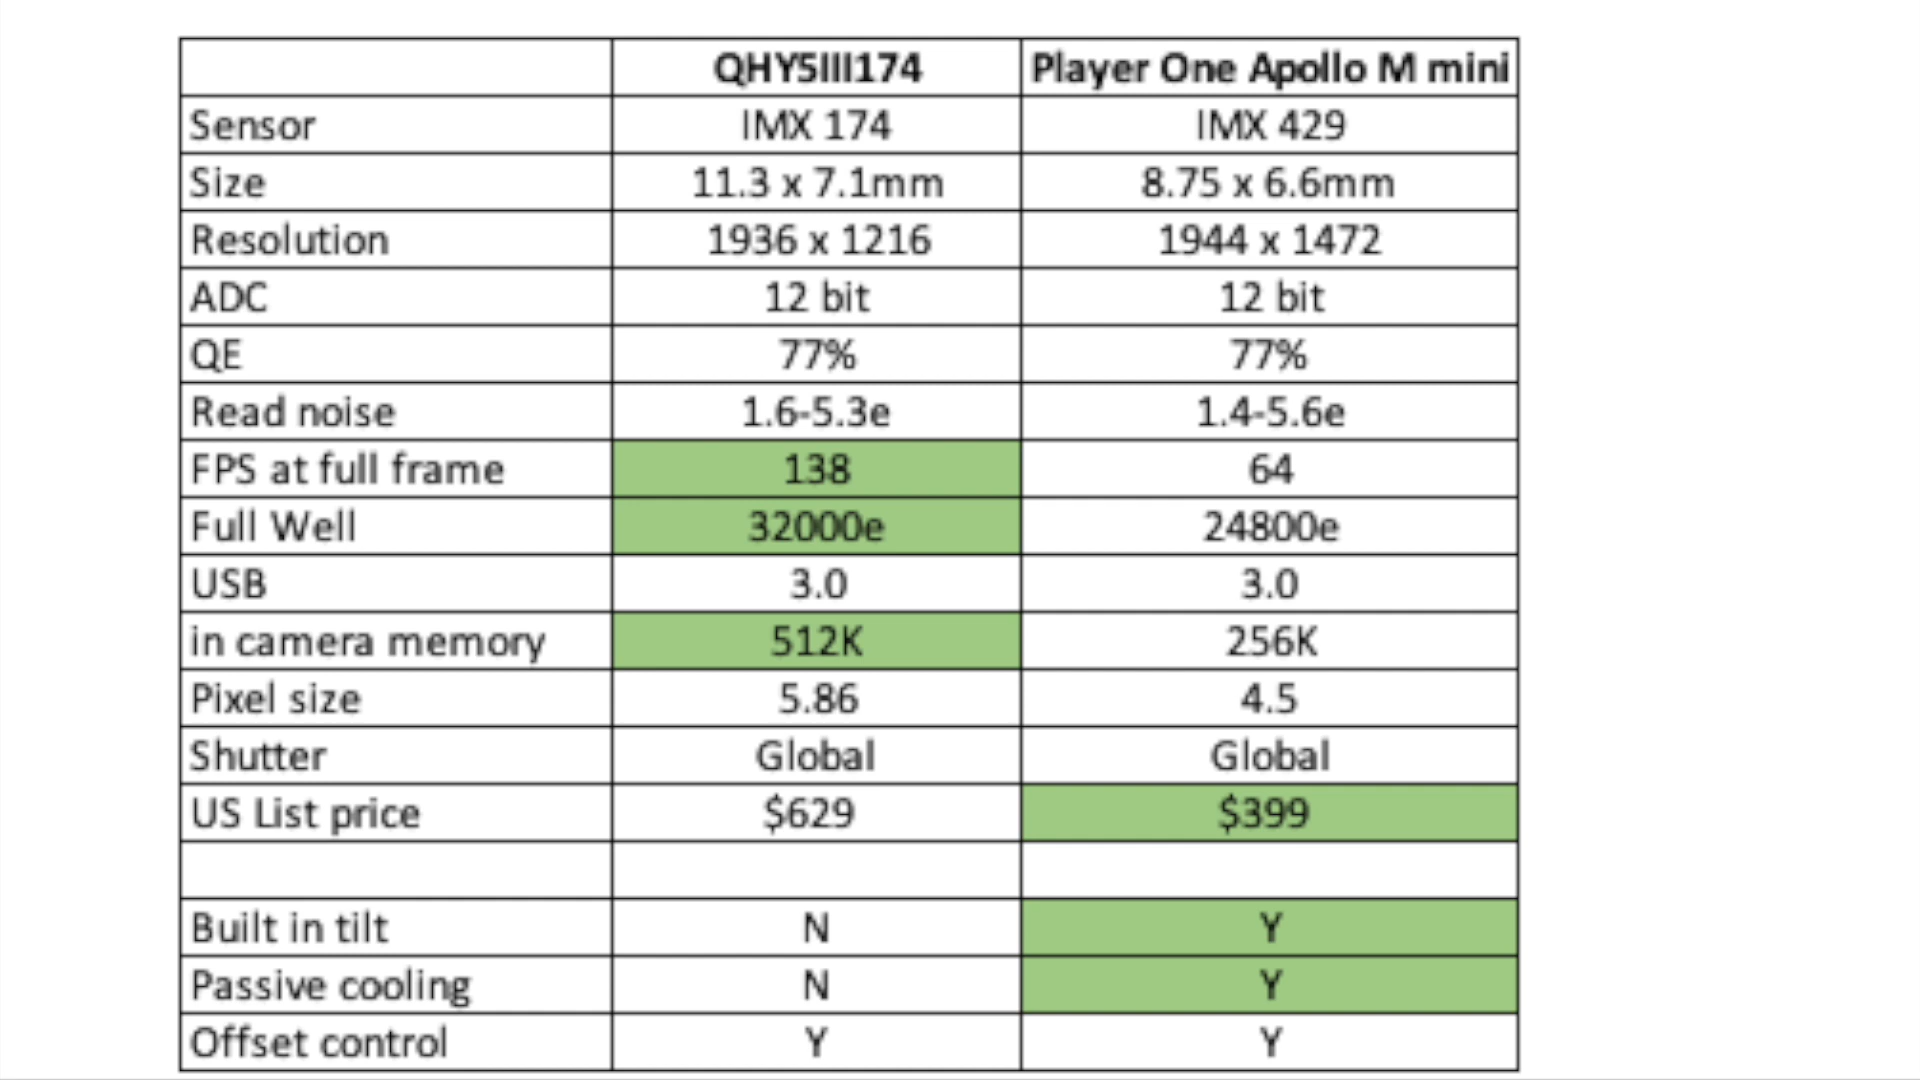 QHY5III174 Player One Apollo M mini
Sensor IMX 174 IMX 429
Size 11.3 x 7.1mm 8.75 x 6.6mm
Resolution 1936 x 1216 1944 x 1472
ADC 12 bit 12 bit
QE 77% 77%
Read noise 1.6-5.3e 1.4-5.6e
FPS at full frame 138 64
Full Well 32000e 24800e
USB 3.0 3.0
in camera memory 512K 256K
Pixel size 5.86 4.5
Shutter Global Global
US List price $629 $399
Built in tilt N Y
Passive cooling N Y
Offset control Y Y